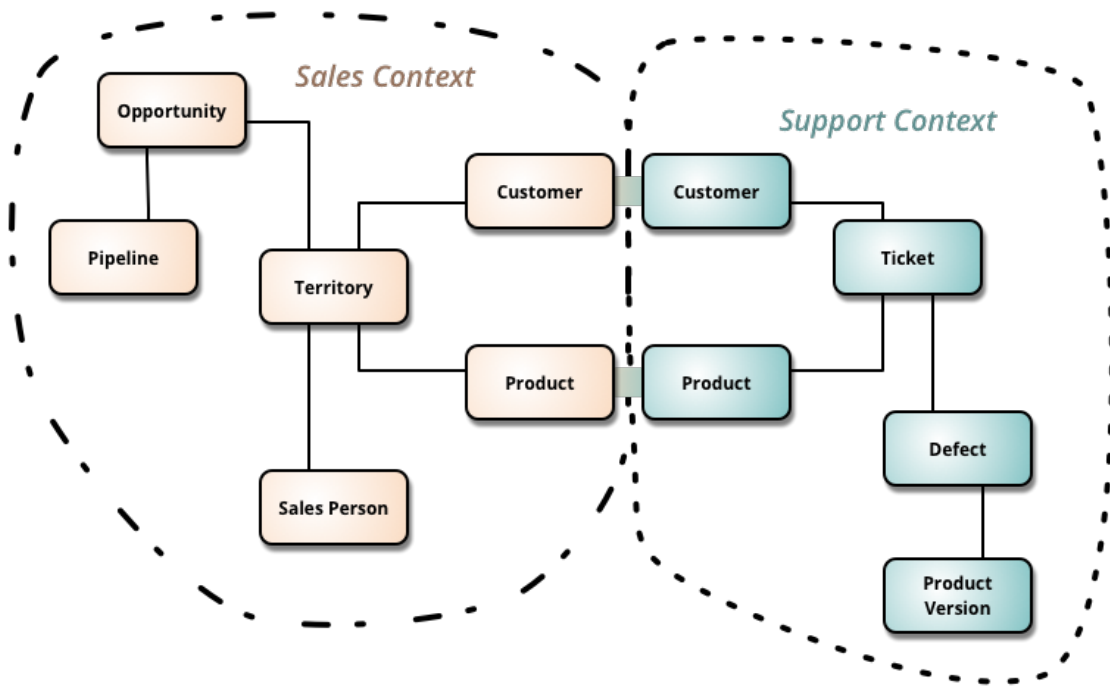 Sales Context
Opportunity
Pipeline
Territory
Sales Person
Customer
Product
Support Context
Customer
Product
Ticket
Defect
Product
Version